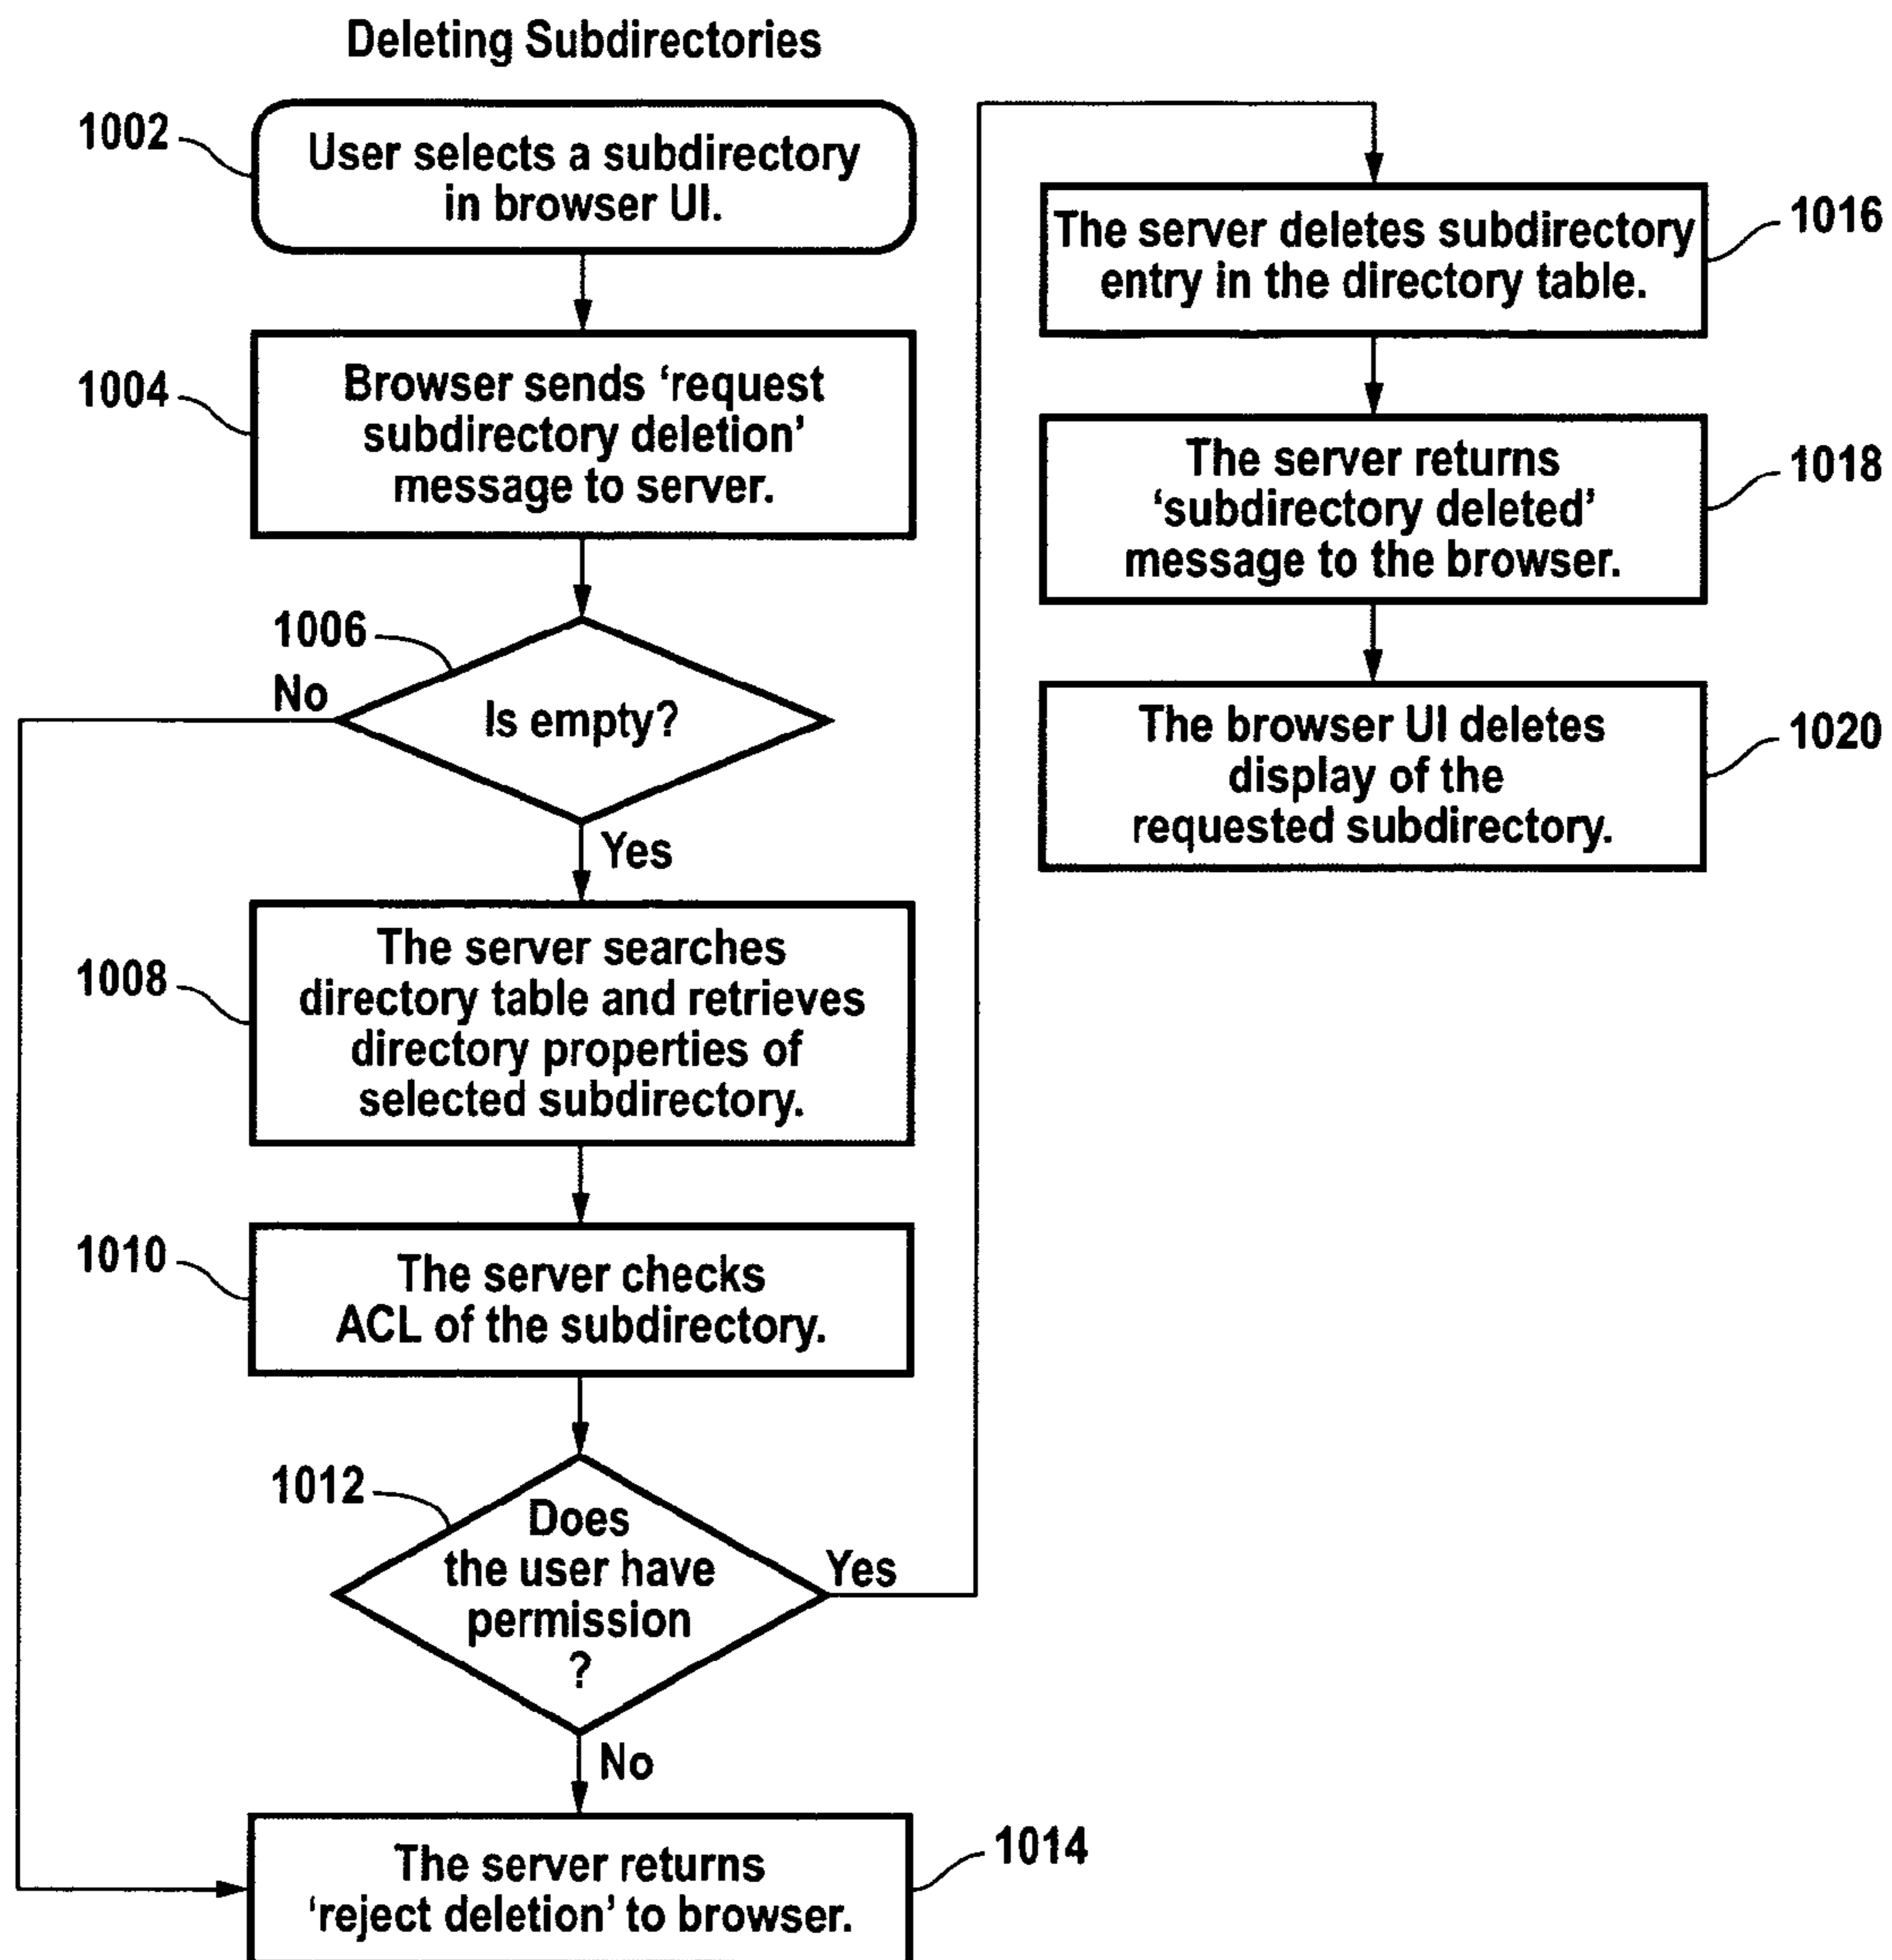 Deleting Subdirectories
1002
User selects a subdirectory
in browser UI.
1004
Browser sends ‘request
subdirectory deletion’
message to server.
1006
No
Is empty?
Yes
1008
The server searches
directory table and retrieves
directory properties of
selected subdirectory.
1010
The server checks
ACL of the subdirectory.
1012
Does
the user have
permission
?
Yes
No
1014
The server returns
‘reject deletion’ to browser.
1016
The server deletes subdirectory
entry in the directory table.
1018
The server returns
‘subdirectory deleted’
message to the browser.
1020
The browser UI deletes
display of the
requested subdirectory.